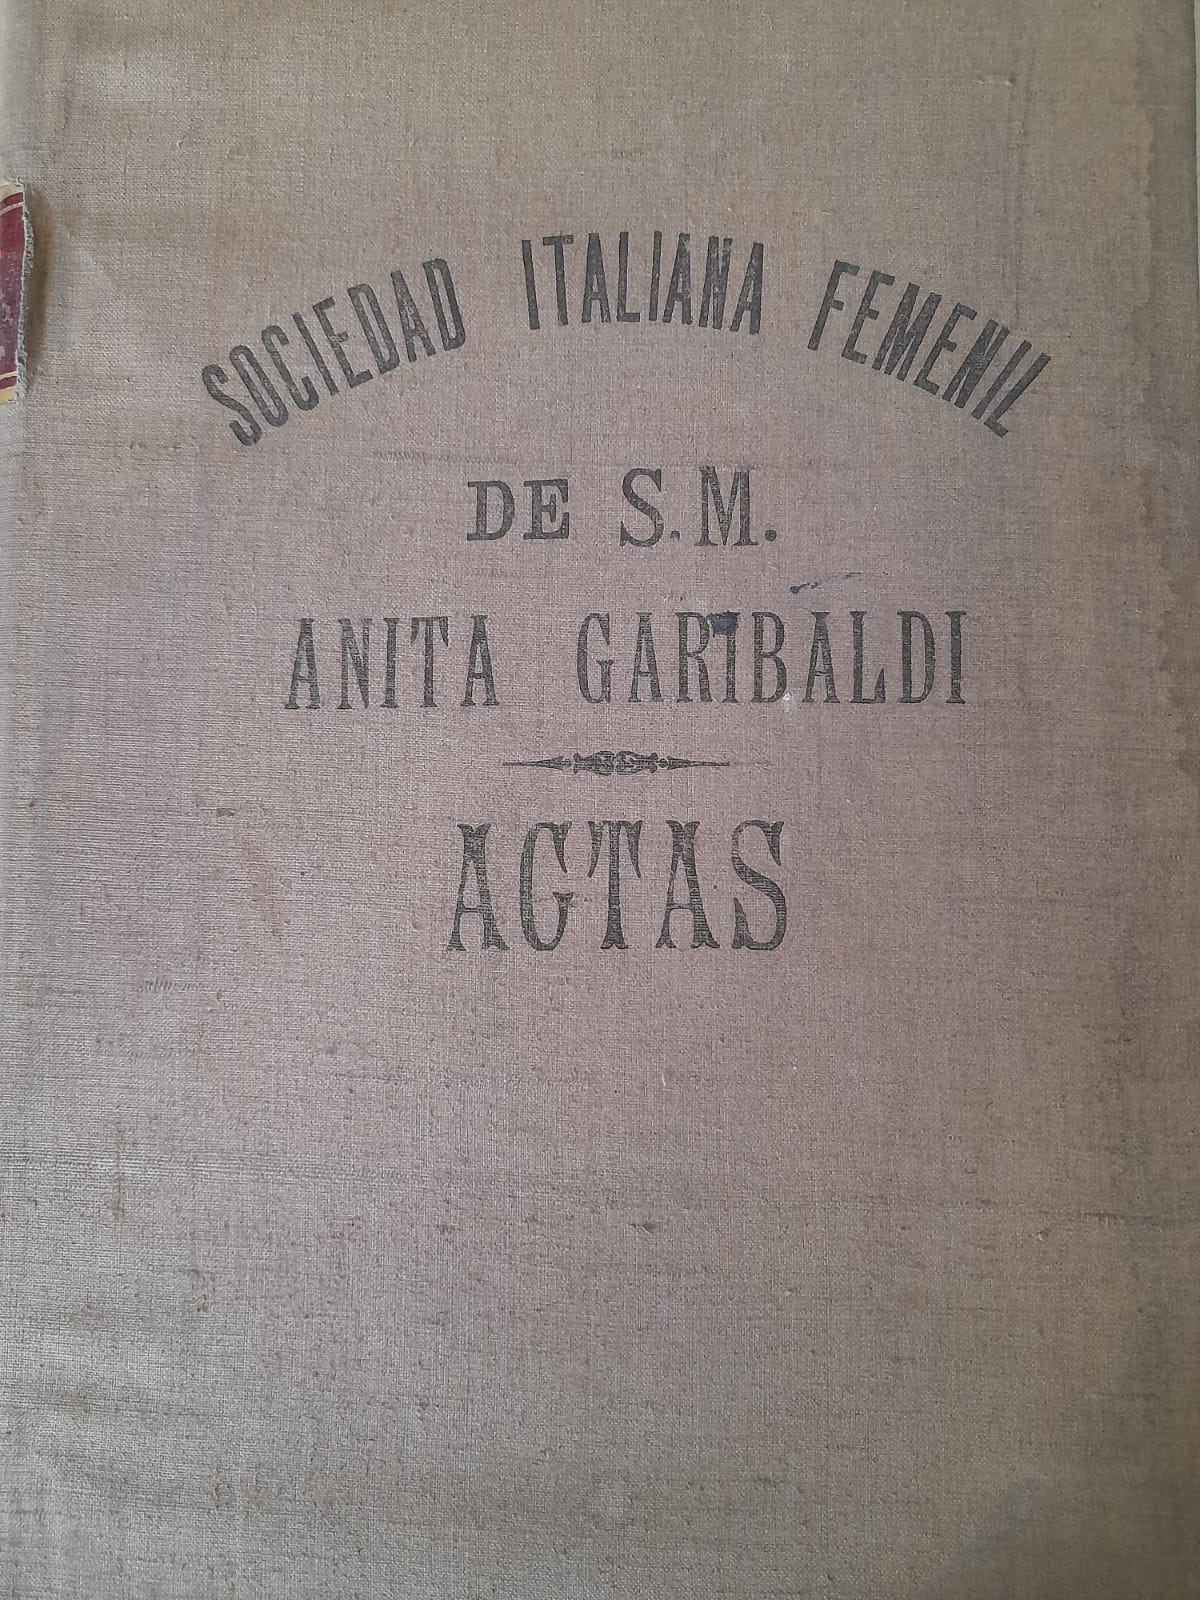 SOCIEDAD ITALIANA FEMENIL
DE S.M.
ANITA GARIBALDI
ACTAS